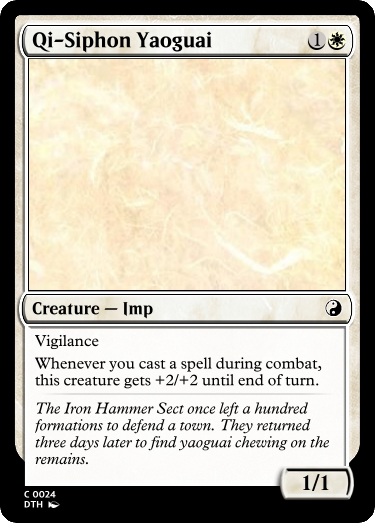 Qi-Siphon Yaoguai 1
Creature — Imp
Vigilance
Whenever you cast a spell during combat,
this creature gets +2/+2 until end of turn.
The Iron Hammer Sect once left a hundred
formations to defend a town. They returned
three days later to find yaoguai chewing on the
remains.
1/1
C 0024
DTH